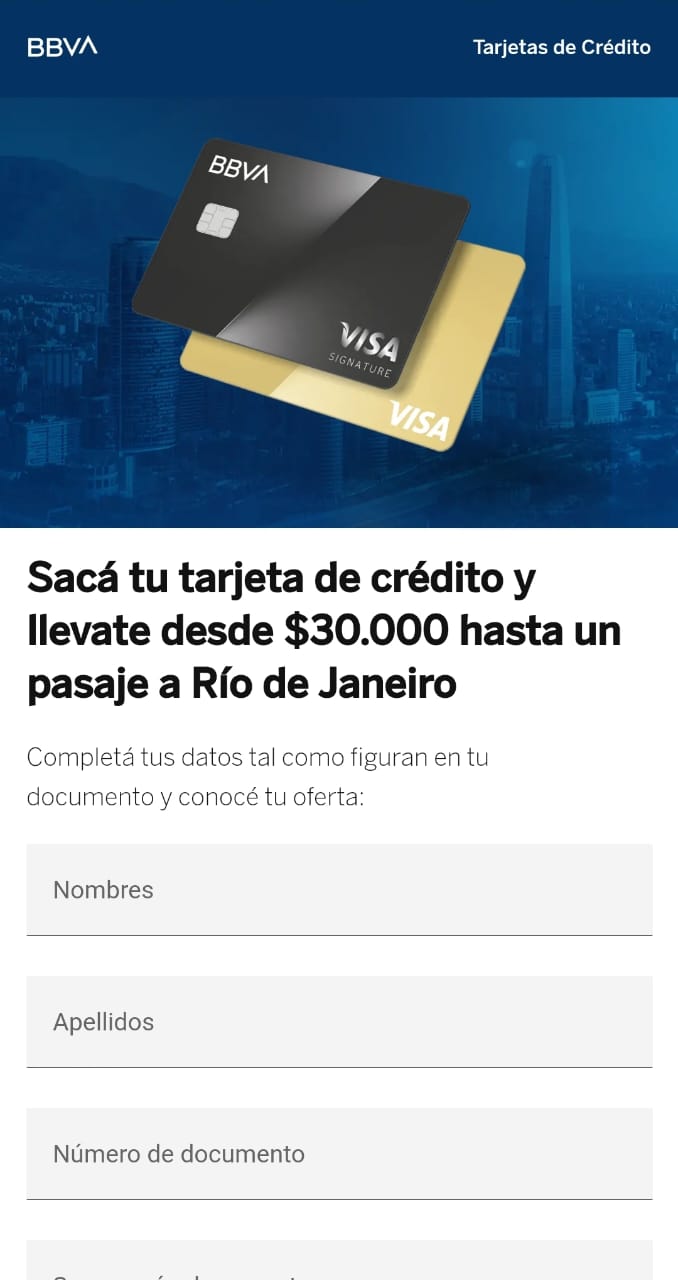 BBVA
Tarjetas de Crédito
BBVA
VISA
SIGNATURE
VISA
Sacá tu tarjeta de crédito y
llevate desde $30.000 hasta un
pasaje a Río de Janeiro
Completá tus datos tal como figuran en tu
documento y conocé tu oferta:
Nombres
Apellidos
Número de documento